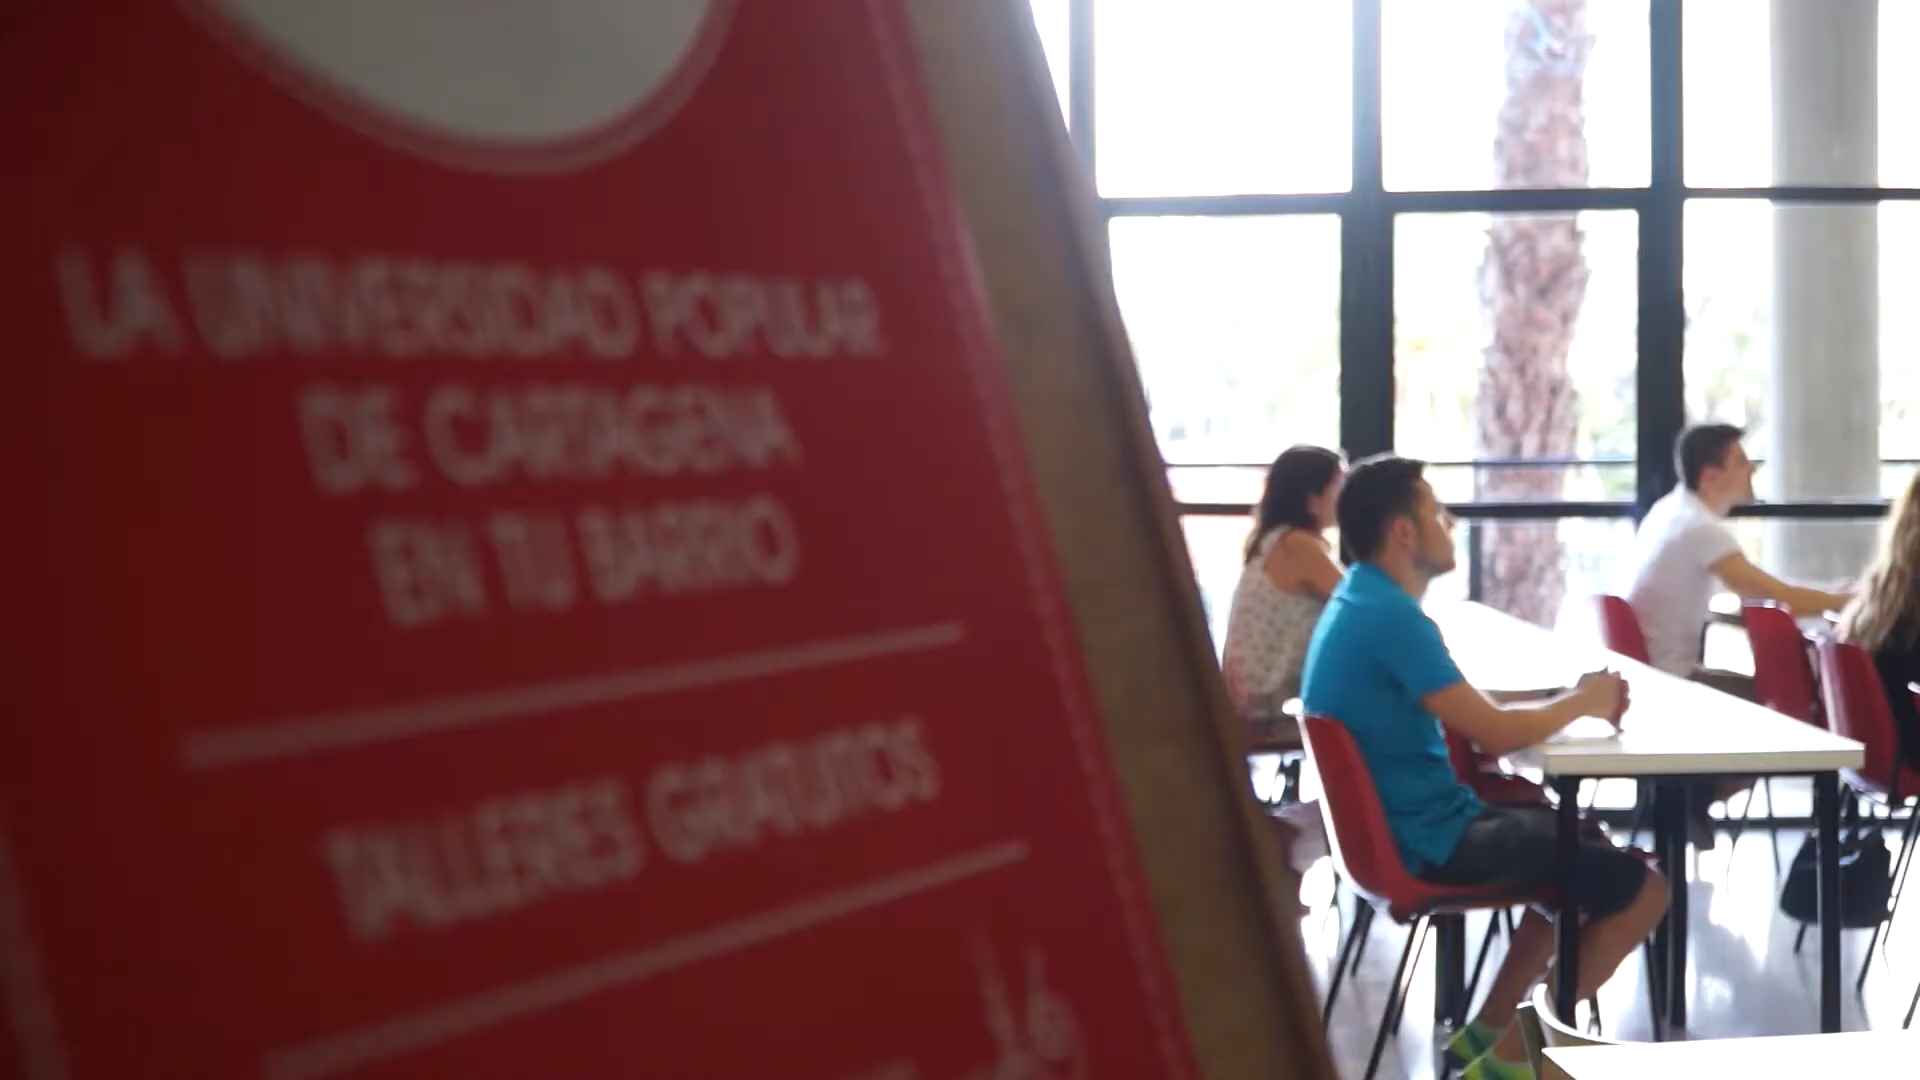 LA UNIVERSIDAD POPULAR
DE CARTAGENA
EN TU BARRIO
TALLERES GRATUITOS